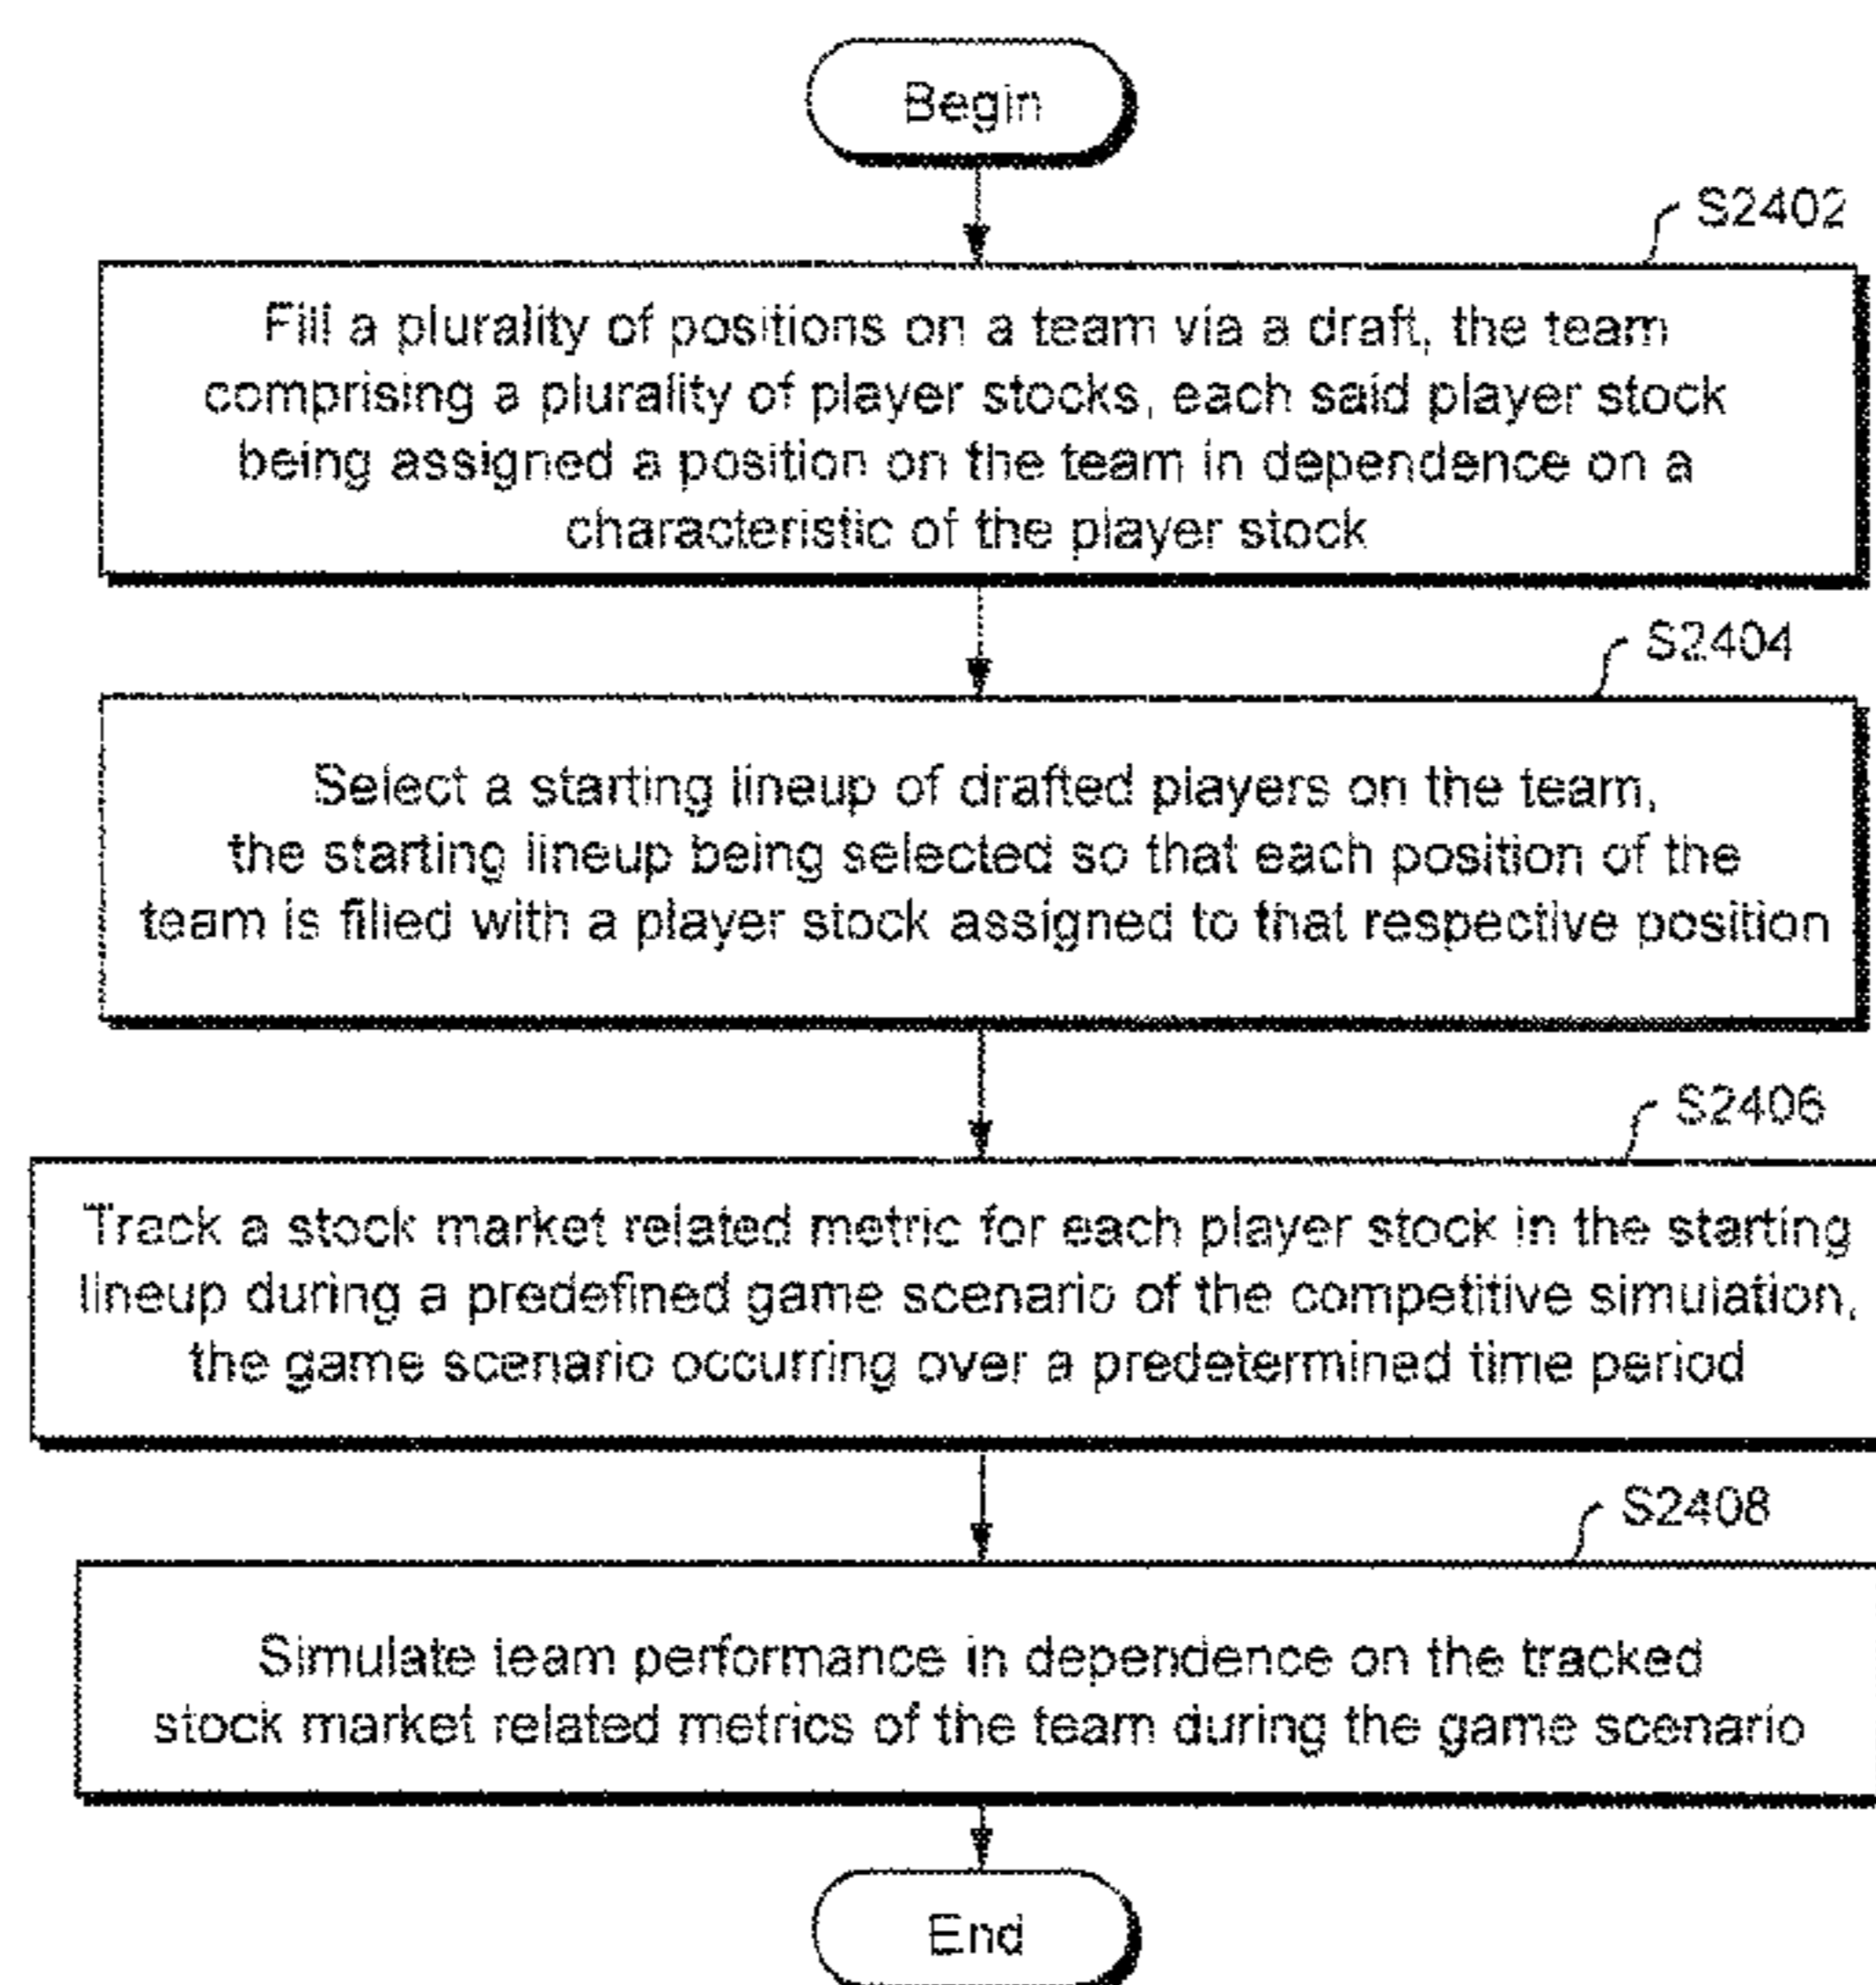 Begin
S2402
Fill a plurality of positions on a team via a draft, the team
comprising a plurality of player stocks, each said player stock
being assigned a position on the team in dependence on a
characteristic of the player stock
S2404
Select a starting lineup of drafted players on the team,
the starting lineup being selected so that each position of the
team is filled with a player stock assigned to that respective position
S2406
Track a stock market related metric for each player stock in the starting
lineup during a predefined game scenario of the competitive simulation,
the game scenario occurring over a predetermined time period
S2408
Simulate team performance in dependence on the tracked
stock market related metrics of the team during the game scenario
End